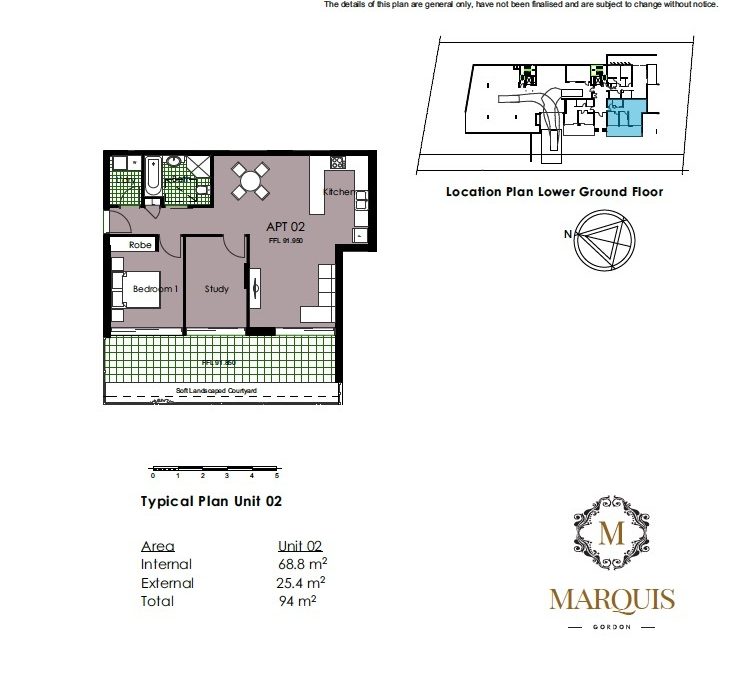 The details of this plan are general only, have not been finalised and are subject to change without notice.
Location Plan Lower Ground Floor
N
Kitchen
APT 02
FFL 91.950
Robe
Bedroom 1
Study
FFL 91.850
Soft Landscaped Courtyard
0 1 2 3 4 5
Typical Plan Unit 02
Area Unit 02
Internal 68.8 m²
External 25.4 m²
Total 94 m²
M
MARQUIS
GORDON